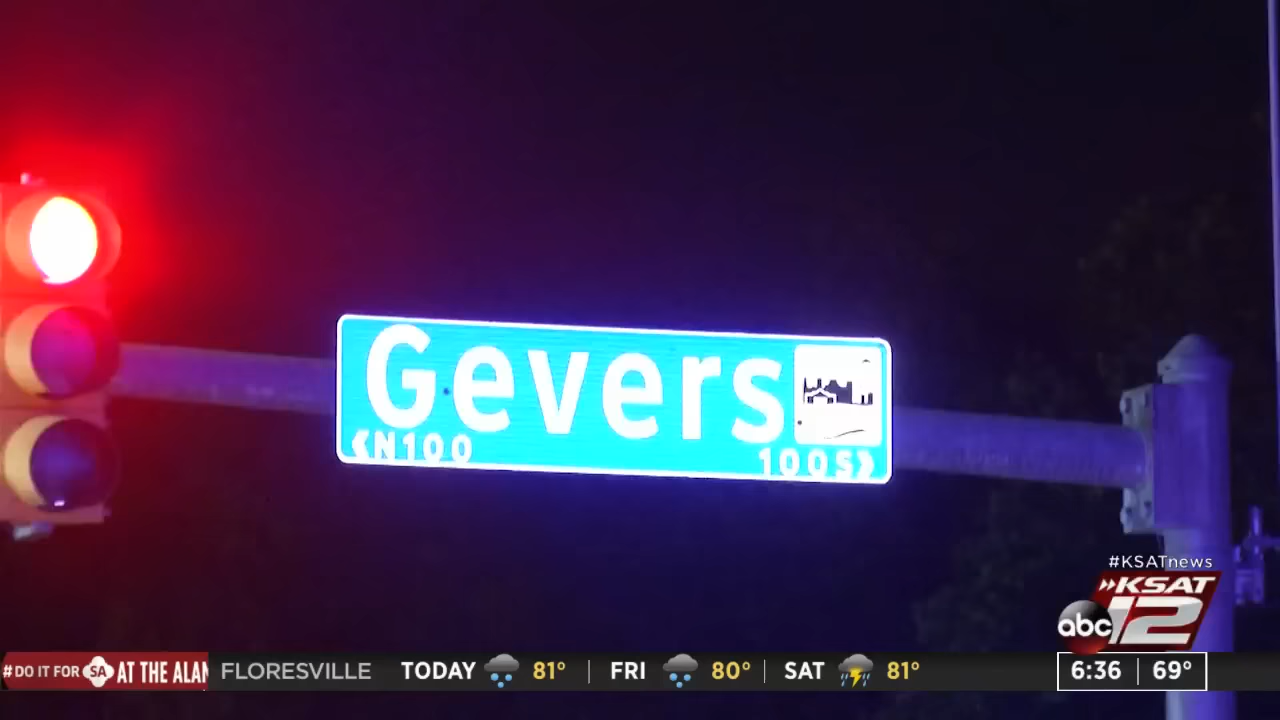 Gevers
<N100 100S>
#KSATnews
»KSAT
abc 12
#DO IT FOR SA AT THE ALAM FLORESVILLE TODAY 81° | FRI 80° | SAT 81° 6:36 | 69°